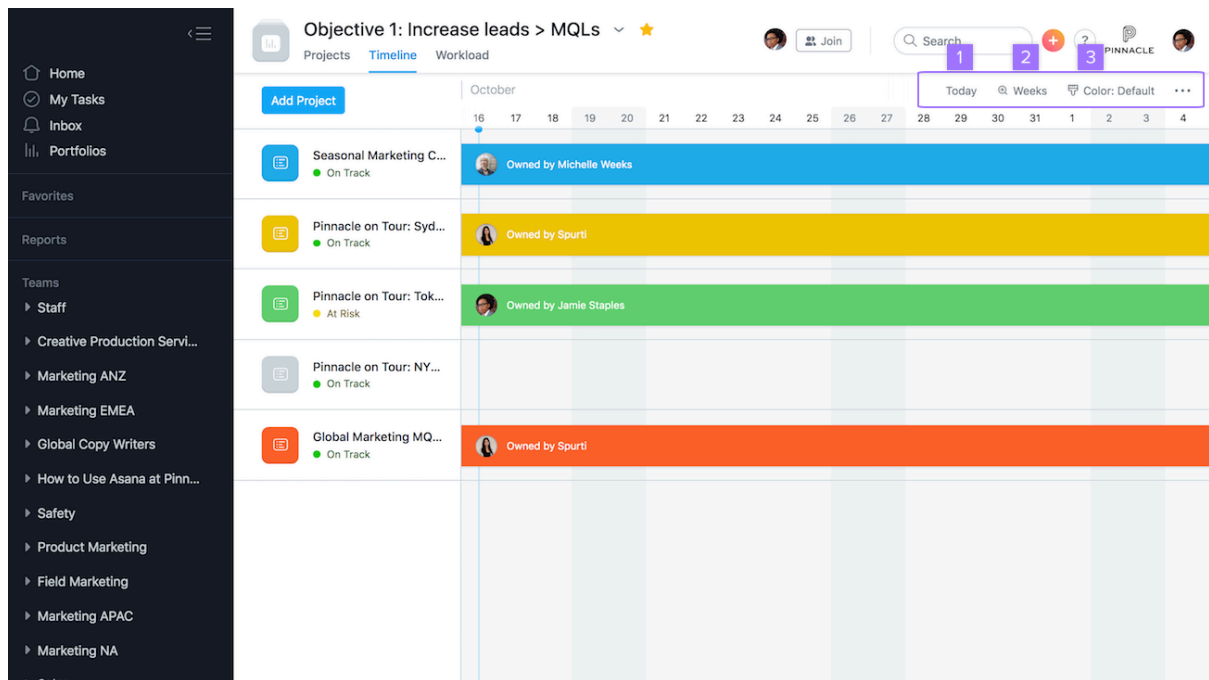 Home
My Tasks
Inbox
Portfolios
Favorites
Reports
Teams
Staff
Creative Production Servi...
Marketing ANZ
Marketing EMEA
Global Copy Writers
How to Use Asana at Pinn...
Safety
Product Marketing
Field Marketing
Marketing APAC
Marketing NA
Objective 1: Increase leads > MQLs
Projects Timeline Workload
Join
Search
?
PINNACLE
1 2 3
Add Project
October
Today Weeks Color: Default ...
16 17 18 19 20 21 22 23 24 25 26 27 28 29 30 31 1 2 3 4
Seasonal Marketing C...
On Track
Owned by Michelle Weeks
Pinnacle on Tour: Syd...
On Track
Owned by Spurti
Pinnacle on Tour: Tok...
At Risk
Owned by Jamie Staples
Pinnacle on Tour: NY...
On Track
Global Marketing MQ...
On Track
Owned by Spurti